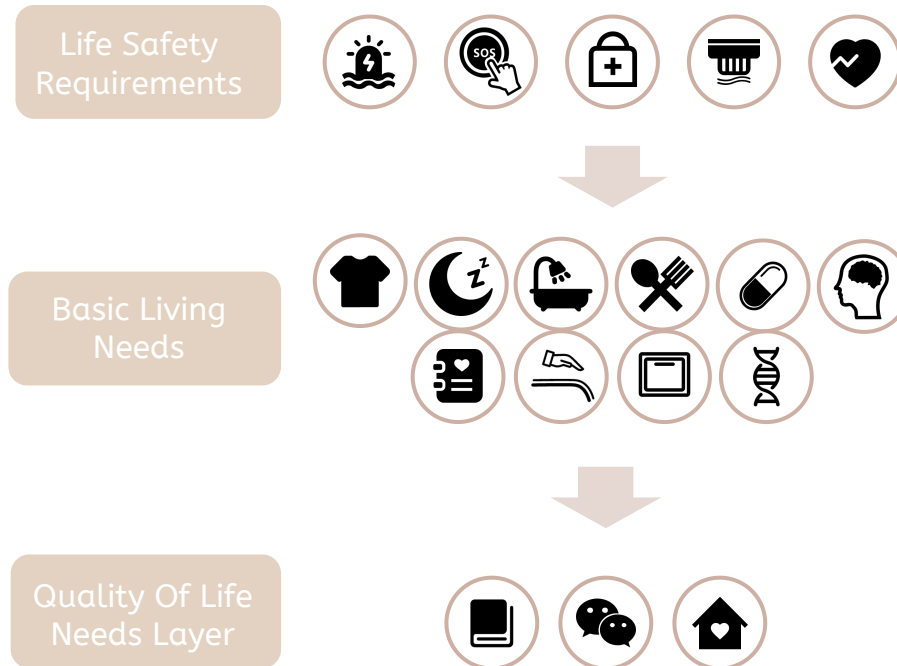 Life Safety
Requirements
SOS
z z
Basic Living
Needs
Quality Of Life
Needs Layer